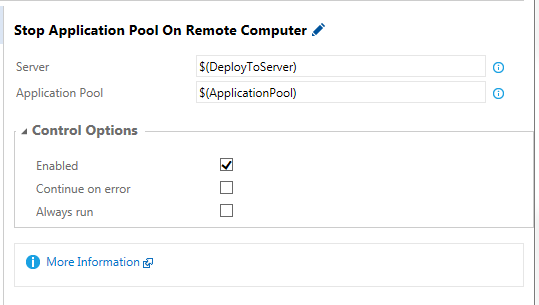 Stop Application Pool On Remote Computer
Server $(DeployToServer)
Application Pool $(ApplicationPool)
Control Options
Enabled
Continue on error
Always run
More Information